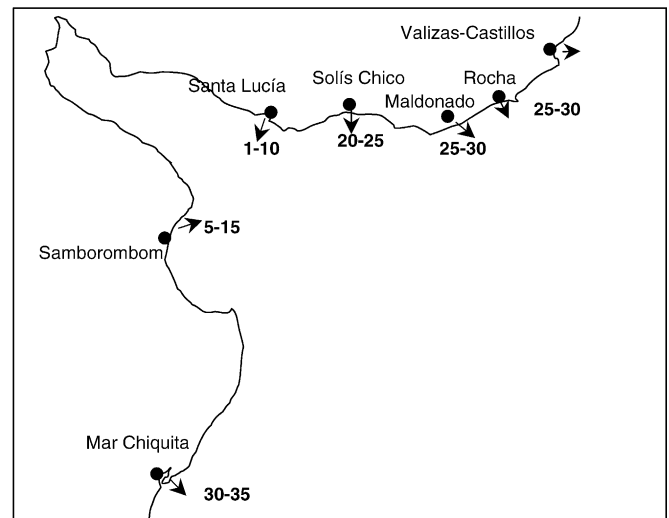 Valizas-Castillos
Rocha
Solís Chico
Santa Lucía
Maldonado
25-30
20-25
1-10
25-30
5-15
Samborombom
Mar Chiquita
30-35